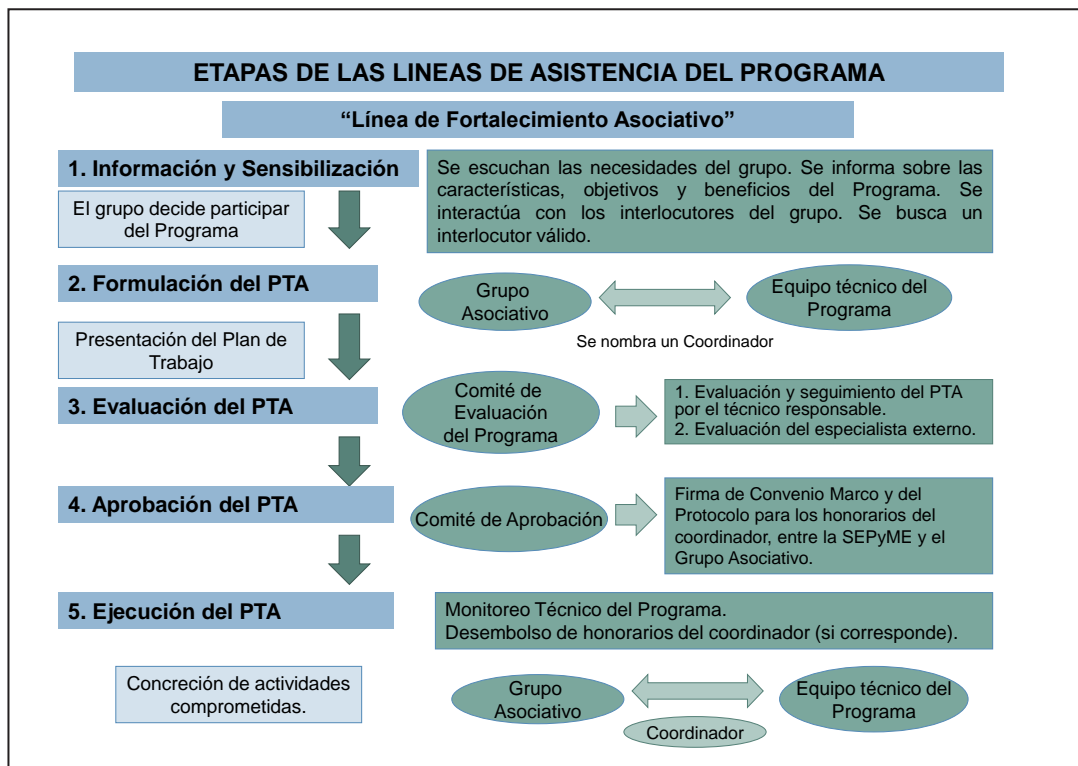 ETAPAS DE LAS LINEAS DE ASISTENCIA DEL PROGRAMA
“Línea de Fortalecimiento Asociativo”
1. Información y Sensibilización
Se escuchan las necesidades del grupo. Se informa sobre las
características, objetivos y beneficios del Programa. Se
interactúa con los interlocutores del grupo. Se busca un
interlocutor válido.
El grupo decide participar
del Programa
2. Formulación del PTA
Grupo
Asociativo
Equipo técnico del
Programa
Se nombra un Coordinador
Presentación del Plan de
Trabajo
3. Evaluación del PTA
Comité de
Evaluación
del Programa
1. Evaluación y seguimiento del PTA
por el técnico responsable.
2. Evaluación del especialista externo.
4. Aprobación del PTA
Comité de Aprobación
Firma de Convenio Marco y del
Protocolo para los honorarios del
coordinador, entre la SEPyME y el
Grupo Asociativo.
5. Ejecución del PTA
Monitoreo Técnico del Programa.
Desembolso de honorarios del coordinador (si corresponde).
Concreción de actividades
comprometidas.
Grupo
Asociativo
Equipo técnico del
Programa
Coordinador